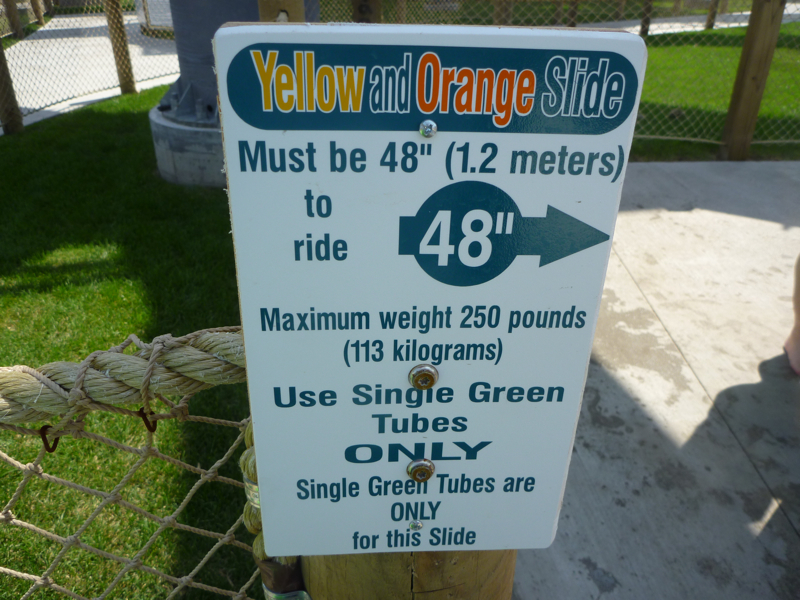 Yellow and Orange Slide
Must be 48" (1.2 meters)
to
ride
48"
Maximum weight 250 pounds
(113 kilograms)
Use Single Green
Tubes
ONLY
Single Green Tubes are
ONLY
for this Slide